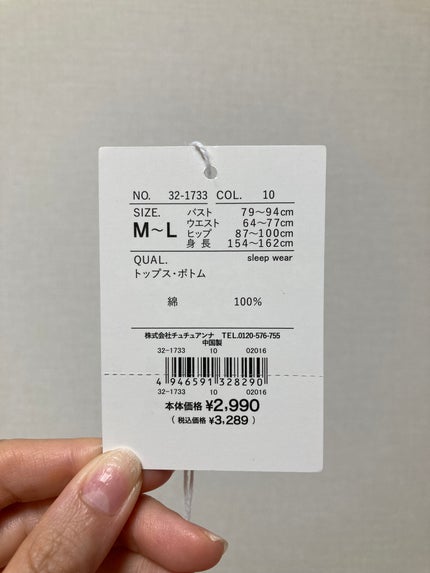 NO. 32-1733 COL. 10
SIZE. バスト 79〜94cm
M〜L ウエスト 64〜77cm
ヒップ 87〜100cm
身長 154〜162cm
QUAL. sleep wear
トップス・ボトム
綿 100%
株式会社チュチュアンナ TEL.0120-576-755
中国製
32-1733 10 02016
4 946591 328290
32-1733 10 02016
本体価格 ¥2,990
( 税込価格 ¥3,289 )